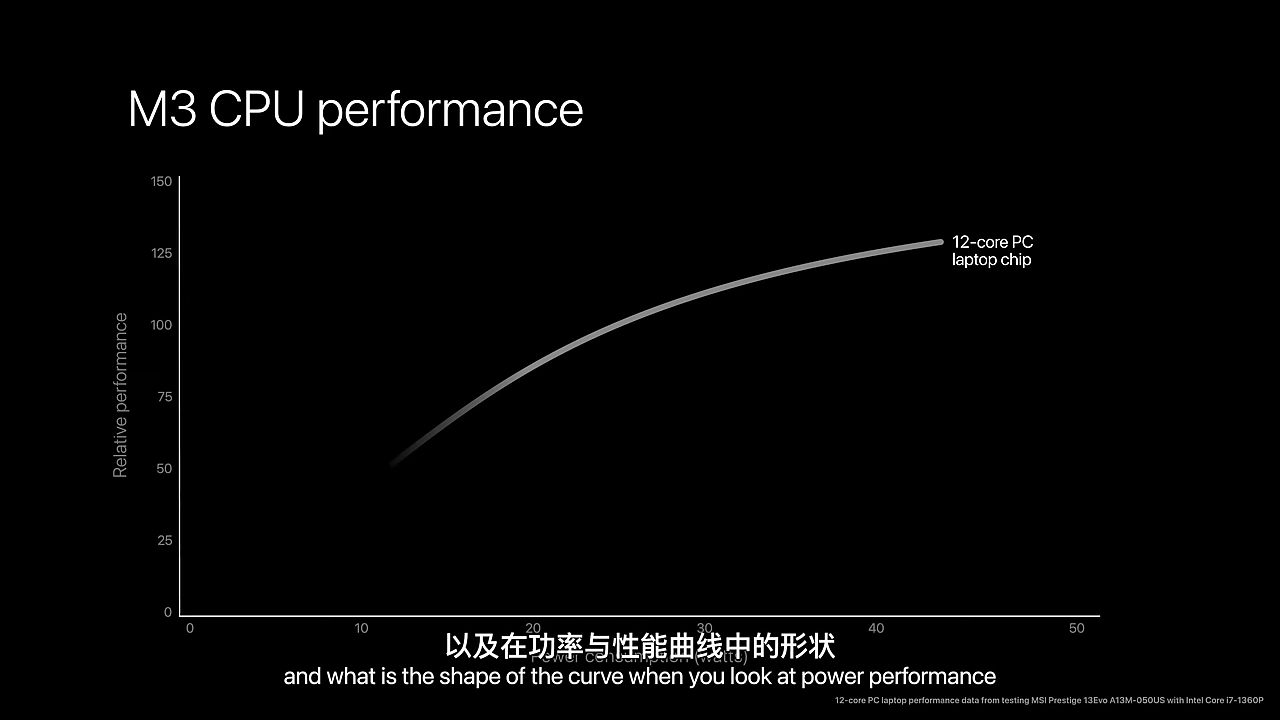 M3 CPU performance
150
125
100
75
50
25
0
Relative performance
12-core PC
laptop chip
0 10 20 30 40 50
Power consumption (watts)
以及在功率与性能曲线中的形状
and what is the shape of the curve when you look at power performance
12-core PC laptop performance data from testing MSI Prestige 13Evo A13M-050US with Intel Core i7-1360P